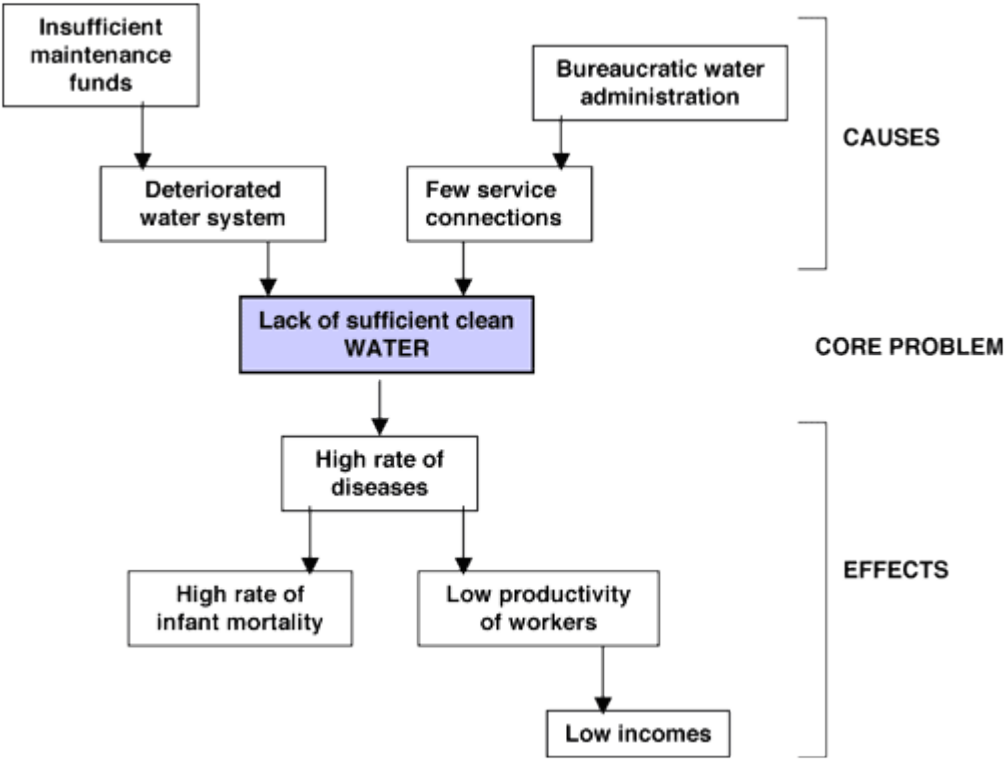 Insufficient
maintenance
funds
Bureaucratic water
administration
CAUSES
Deteriorated
water system
Few service
connections
Lack of sufficient clean
WATER
CORE PROBLEM
High rate of
diseases
EFFECTS
High rate of
infant mortality
Low productivity
of workers
Low incomes